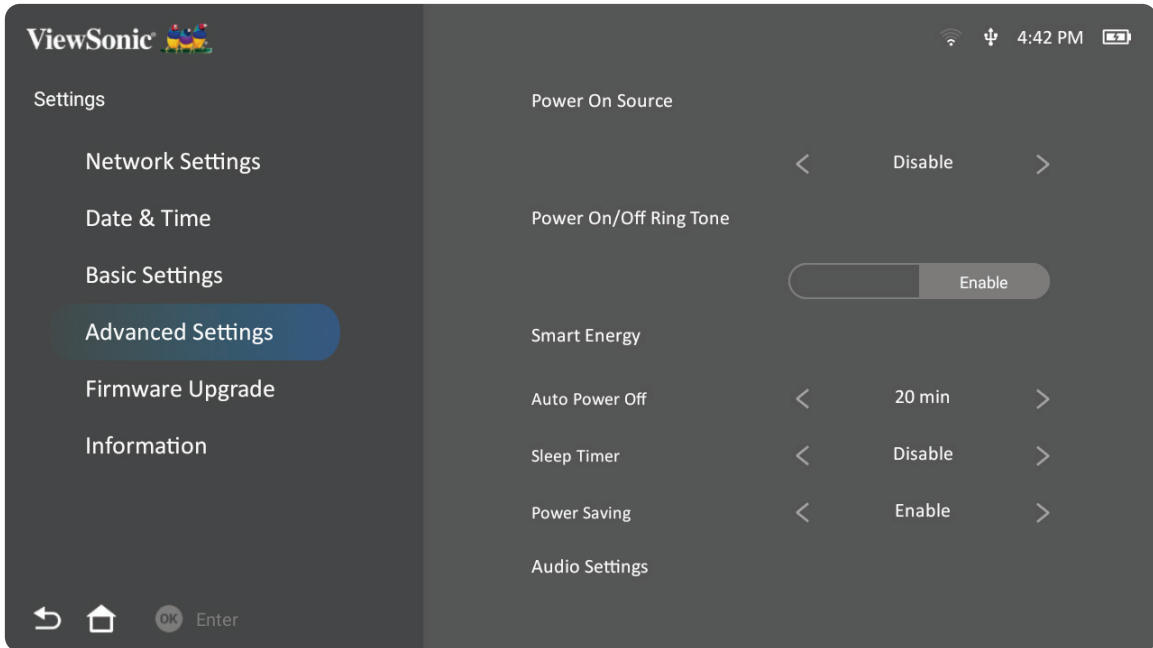 ViewSonic
4:42 PM
Settings
Network Settings
Date & Time
Basic Settings
Advanced Settings
Firmware Upgrade
Information
OK Enter
Power On Source
< Disable >
Power On/Off Ring Tone
Enable
Smart Energy
Auto Power Off < 20 min >
Sleep Timer < Disable >
Power Saving < Enable >
Audio Settings